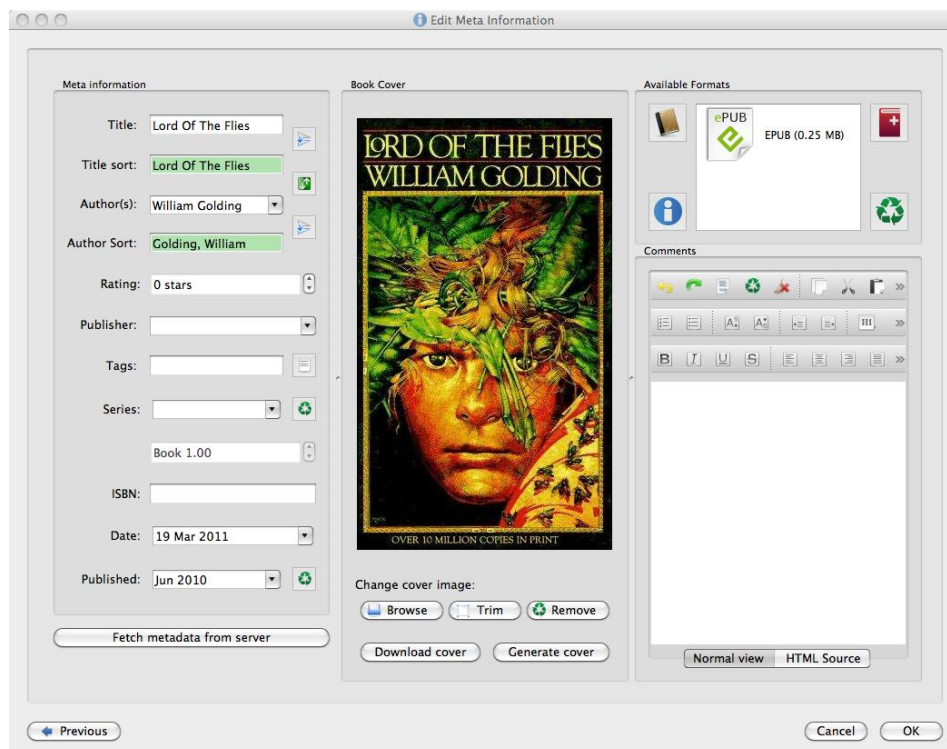 Edit Meta Information
Meta information
Title: Lord Of The Flies
Title sort: Lord Of The Flies
Author(s): William Golding
Author Sort: Golding, William
Rating: 0 stars
Publisher:
Tags:
Series:
Book 1.00
ISBN:
Date: 19 Mar 2011
Published: Jun 2010
Fetch metadata from server
Book Cover
LORD OF THE FLIES
WILLIAM GOLDING
OVER 10 MILLION COPIES IN PRINT
Change cover image:
Browse Trim Remove
Download cover Generate cover
Available Formats
ePUB
EPUB (0.25 MB)
Comments
B I U S
Normal view HTML Source
Previous
Cancel OK